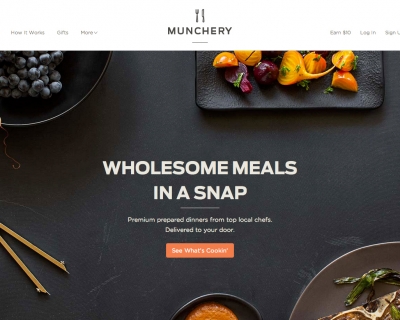 MUNCHERY
How It Works Gifts More Earn $10 Log In Sign U
WHOLESOME MEALS
IN A SNAP
Premium prepared dinners from top local chefs.
Delivered to your door.
See What's Cookin'